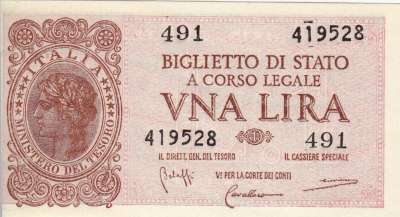 491 419528
ITALIA
BIGLIETTO DI STATO
A CORSO LEGALE
VNA LIRA
MINISTERO DEL TESORO
419528 491
IL DIRETT. GEN. DEL TESORO IL CASSIERE SPECIALE
Vº PER LA CORTE DEI CONTI